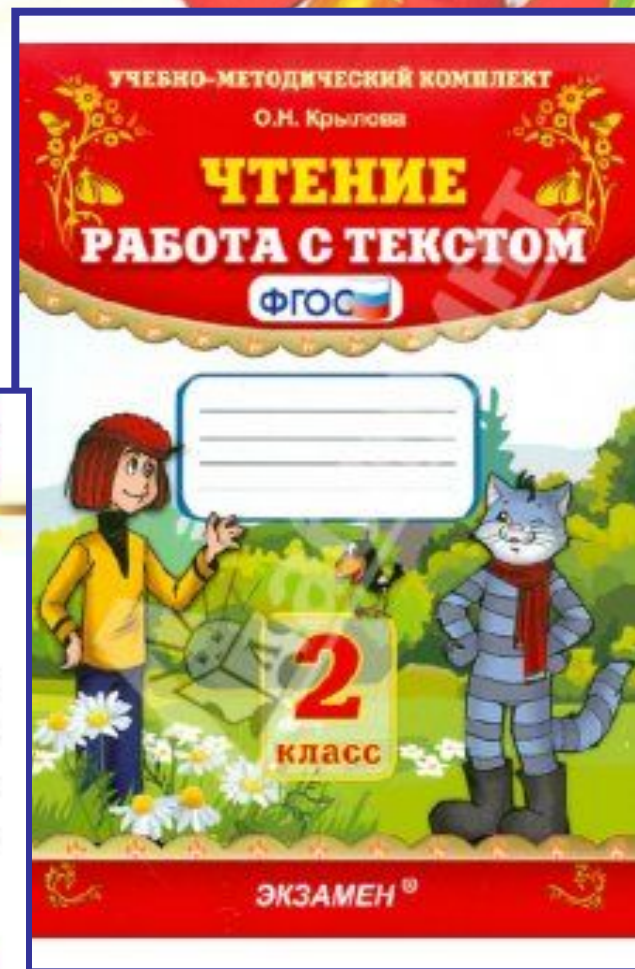 УЧЕБНО-МЕТОДИЧЕСКИЙ КОМПЛЕКТ
О.Н. Крылова
ЧТЕНИЕ
РАБОТА С ТЕКСТОМ
ФГОС
2
класс
ЭКЗАМЕН®